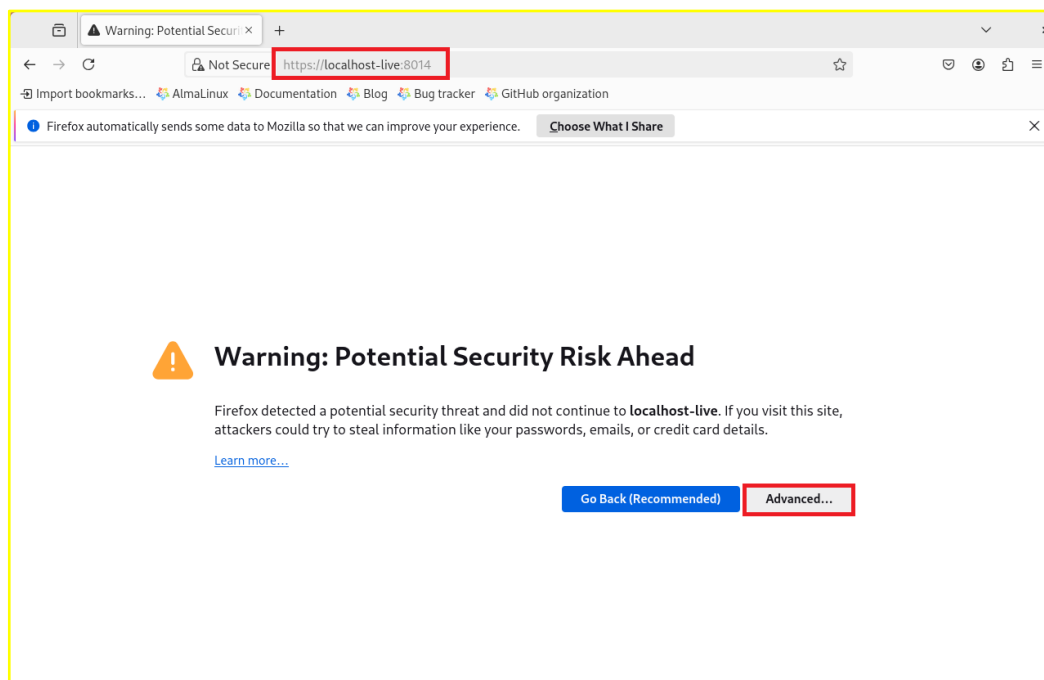 Warning: Potential Securi
Not Secure https://localhost-live:8014
Import bookmarks... AlmaLinux Documentation Blog Bug tracker GitHub organization
Firefox automatically sends some data to Mozilla so that we can improve your experience. Choose What I Share
Warning: Potential Security Risk Ahead
Firefox detected a potential security threat and did not continue to localhost-live. If you visit this site,
attackers could try to steal information like your passwords, emails, or credit card details.
Learn more...
Go Back (Recommended) Advanced...